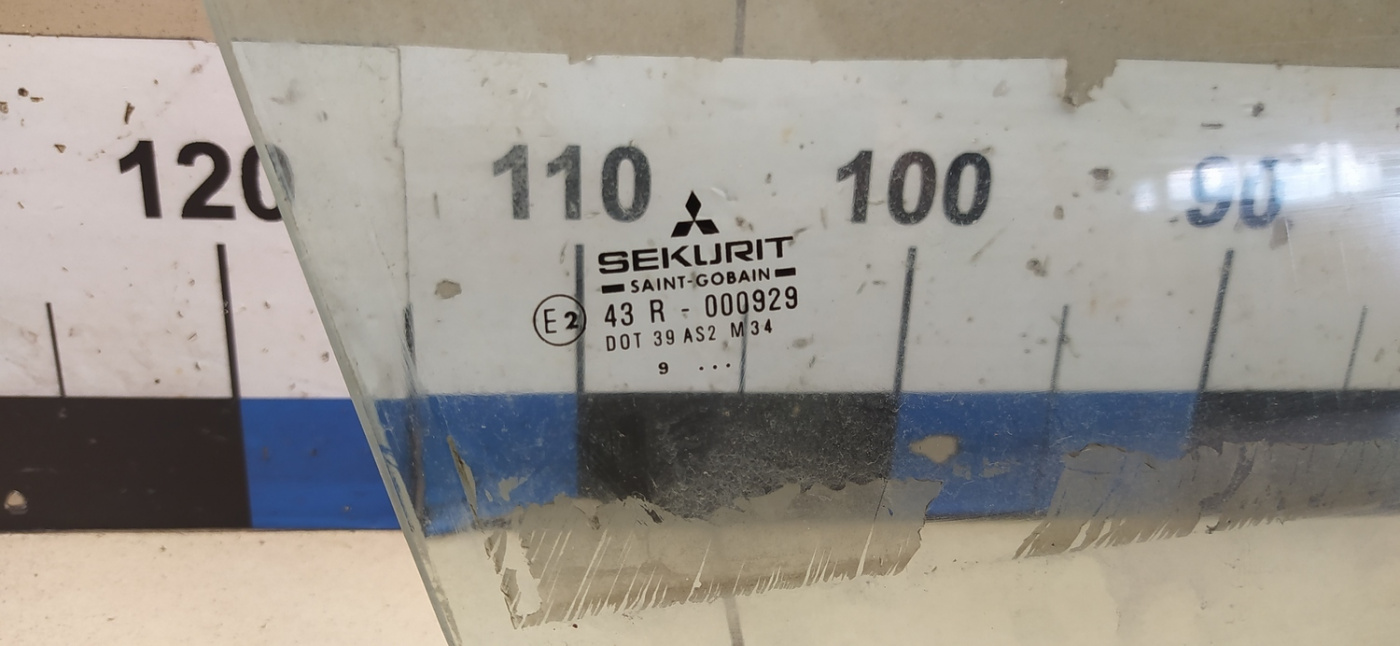 120 110 100 90
SEKURIT
SAINT-GOBAIN
E2 43 R - 000929
DOT 39 AS2 M34
9 ...